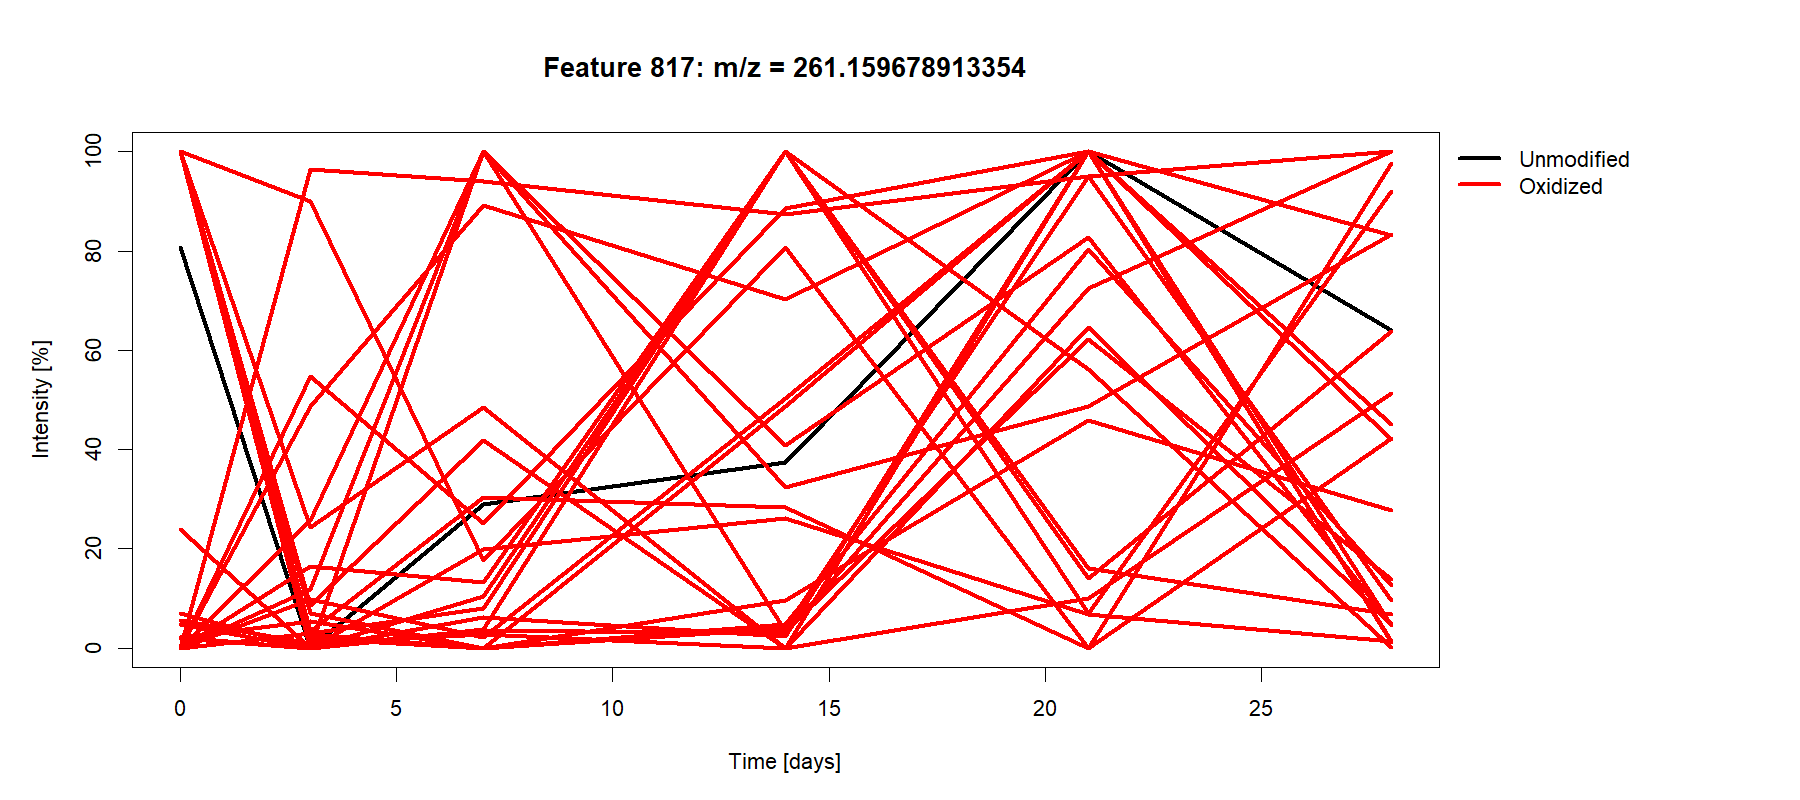 Feature 817: m/z = 261.159678913354
Unmodified
Oxidized
Intensity [%]
100
80
60
40
20
0
0 5 10 15 20 25
Time [days]